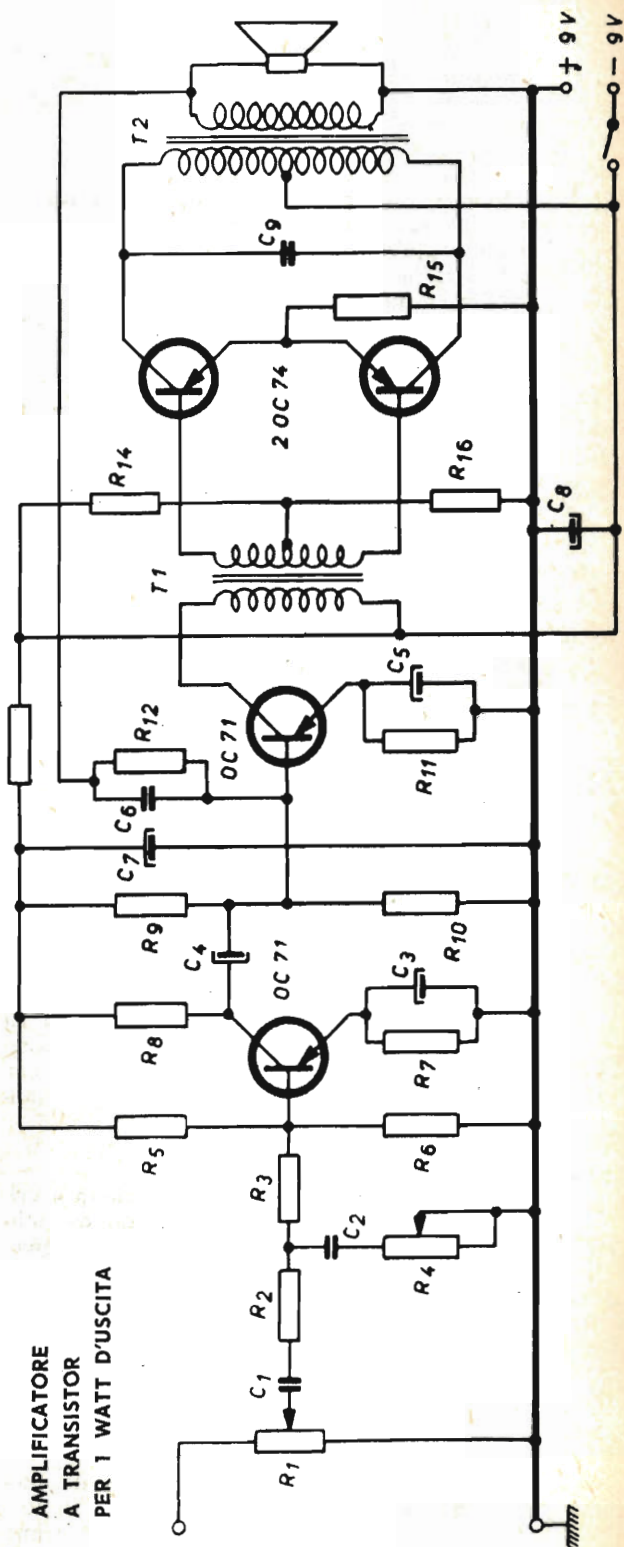 AMPLIFICATORE
A TRANSISTOR
PER 1 WATT D'USCITA
R1
C1
R2
R3
C2
R4
R5
R6
R8
R7
C3
OC 71
C4
R9
R10
C7
C6
R12
OC 71
R11
C5
T1
R14
R16
2 OC 74
R15
C9
T2
C8
+ 9 V
- 9 V